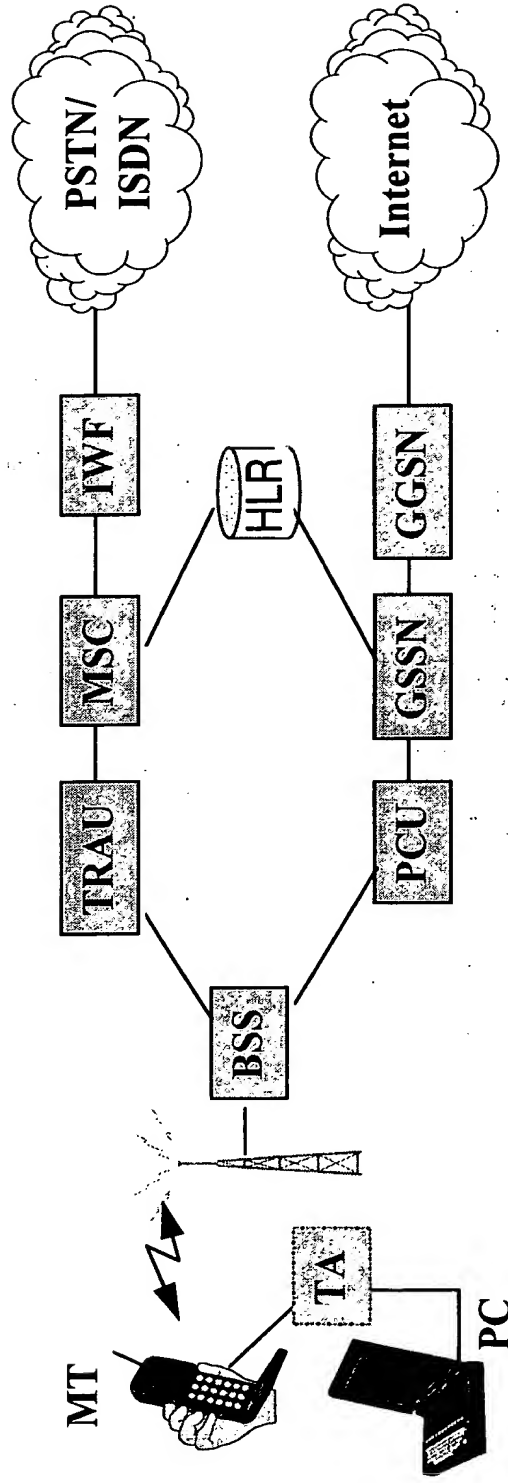 MT
PC
TA
BSS
TRAU
MSC
IWF
PSTN/
ISDN
HLR
PCU
GSSN
GGSN
Internet